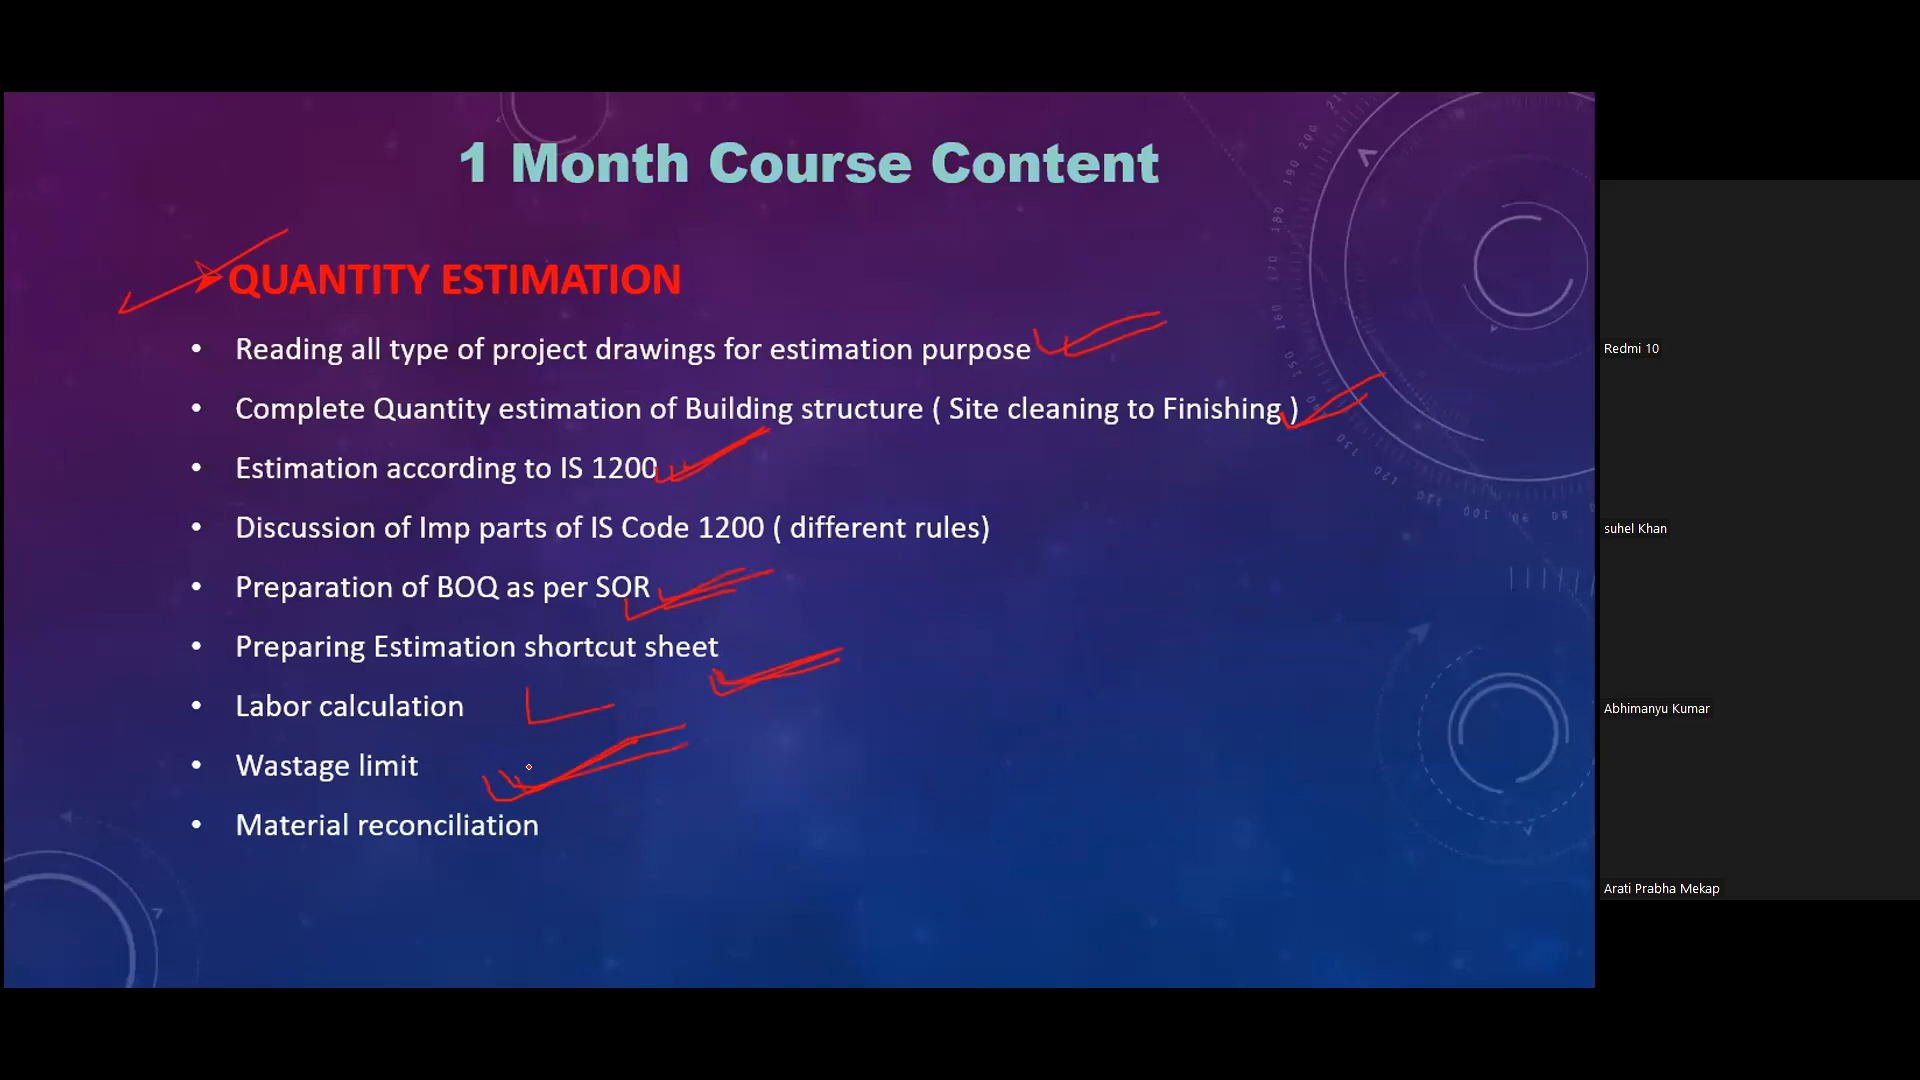 1 Month Course Content
QUANTITY ESTIMATION
• Reading all type of project drawings for estimation purpose
• Complete Quantity estimation of Building structure ( Site cleaning to Finishing )
• Estimation according to IS 1200
• Discussion of Imp parts of IS Code 1200 ( different rules)
• Preparation of BOQ as per SOR
• Preparing Estimation shortcut sheet
• Labor calculation
• Wastage limit
• Material reconciliation
Redmi 10
suhel Khan
Abhimanyu Kumar
Arati Prabha Mekap